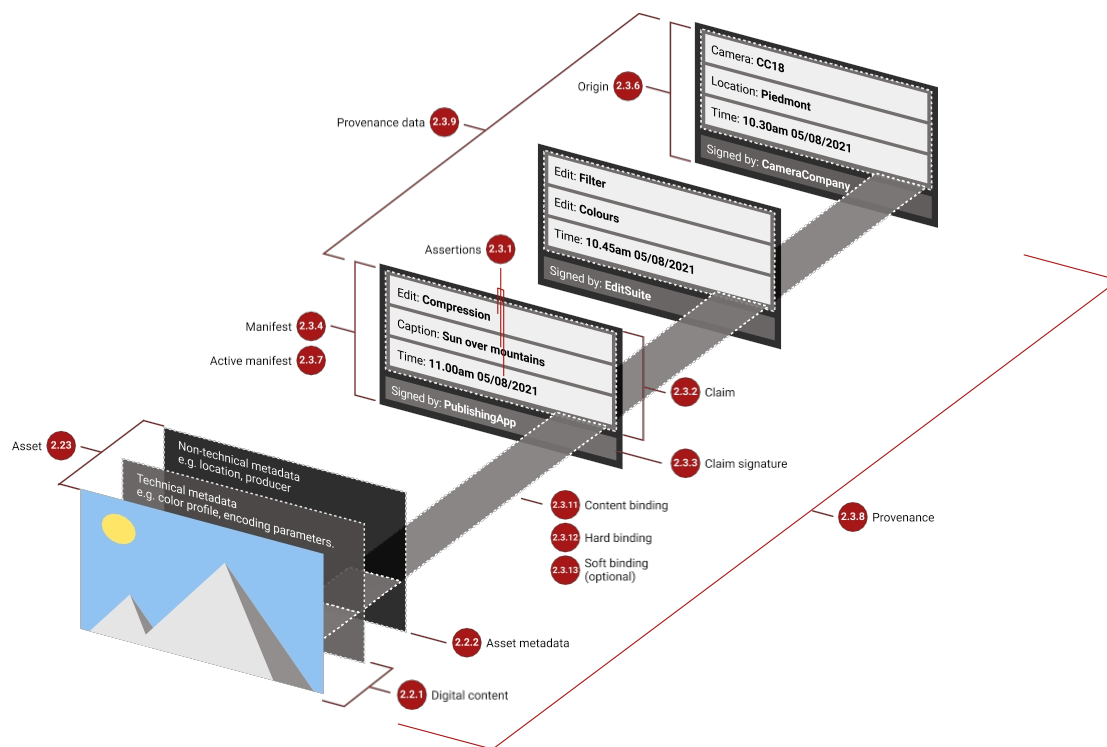 Camera: CC18
Location: Piedmont
Time: 10.30am 05/08/2021
Signed by: CameraCompany
Origin 2.3.6
Provenance data 2.3.9
Edit: Filter
Edit: Colours
Time: 10.45am 05/08/2021
Signed by: EditSuite
Assertions 2.3.1
Edit: Compression
Caption: Sun over mountains
Time: 11.00am 05/08/2021
Signed by: PublishingApp
Manifest 2.3.4
Active manifest 2.3.7
2.3.2 Claim
2.3.3 Claim signature
Asset 2.23
Non-technical metadata
e.g. location, producer
Technical metadata
e.g. color profile, encoding parameters.
2.3.11 Content binding
2.3.12 Hard binding
2.3.13 Soft binding
(optional)
2.3.8 Provenance
2.2.2 Asset metadata
2.2.1 Digital content